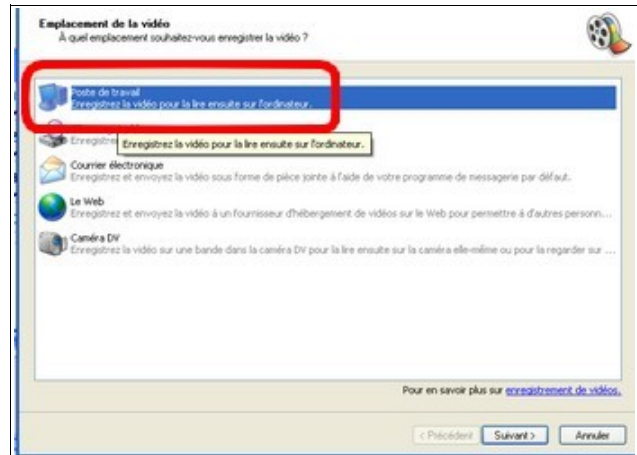 Emplacement de la vidéo
À quel emplacement souhaitez-vous enregistrer la vidéo ?
Poste de travail
Enregistrez la vidéo pour la lire ensuite sur l'ordinateur.
Enregistre
Enregistrez la vidéo pour la lire ensuite sur l'ordinateur.
Courrier électronique
Enregistrez et envoyez la vidéo sous forme de pièce jointe à l'aide de votre programme de messagerie par défaut.
Le Web
Enregistrez et envoyez la vidéo à un fournisseur d'hébergement de vidéos sur le Web pour permettre à d'autres personn...
Caméra DV
Enregistrez la vidéo sur une bande dans la caméra DV pour la lire ensuite sur la caméra elle-même ou pour la regarder sur ...
Pour en savoir plus sur enregistrement de vidéos.
< Précédent Suivant > Annuler